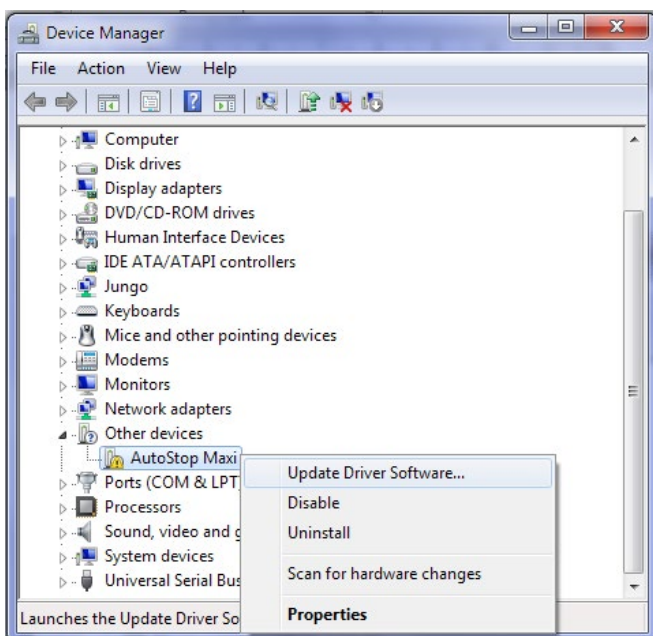 Device Manager
File Action View Help
Computer
Disk drives
Display adapters
DVD/CD-ROM drives
Human Interface Devices
IDE ATA/ATAPI controllers
Jungo
Keyboards
Mice and other pointing devices
Modems
Monitors
Network adapters
Other devices
AutoStop Maxi
Ports (COM & LPT
Processors
Sound, video and g
System devices
Universal Serial Bus
Update Driver Software...
Disable
Uninstall
Scan for hardware changes
Properties
Launches the Update Driver So